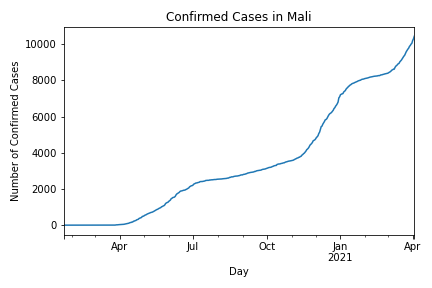 Confirmed Cases in Mali
Number of Confirmed Cases
10000
8000
6000
4000
2000
0
Apr
Jul
Oct
Jan
2021
Apr
Day